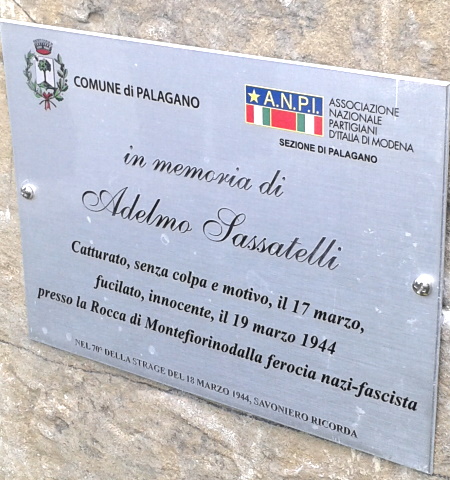 COMUNE di PALAGANO
A.N.P.I.
ASSOCIAZIONE
NAZIONALE
PARTIGIANI
D'ITALIA DI MODENA
SEZIONE DI PALAGANO
in memoria di
Adelmo Sassatelli
Catturato, senza colpa e motivo, il 17 marzo,
fucilato, innocente, il 19 marzo 1944
presso la Rocca di Montefiorinodalla ferocia nazi-fascista
NEL 70° DELLA STRAGE DEL 18 MARZO 1944, SAVONIERO RICORDA